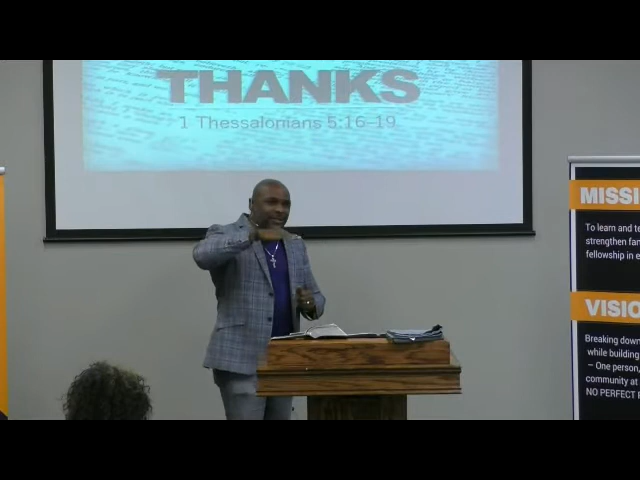 THANKS
1 Thessalonians 5:16-19
MISSI
To learn and te
strengthen fam
fellowship in e
VISIO
Breaking down
while building
– One person,
community at
NO PERFECT P